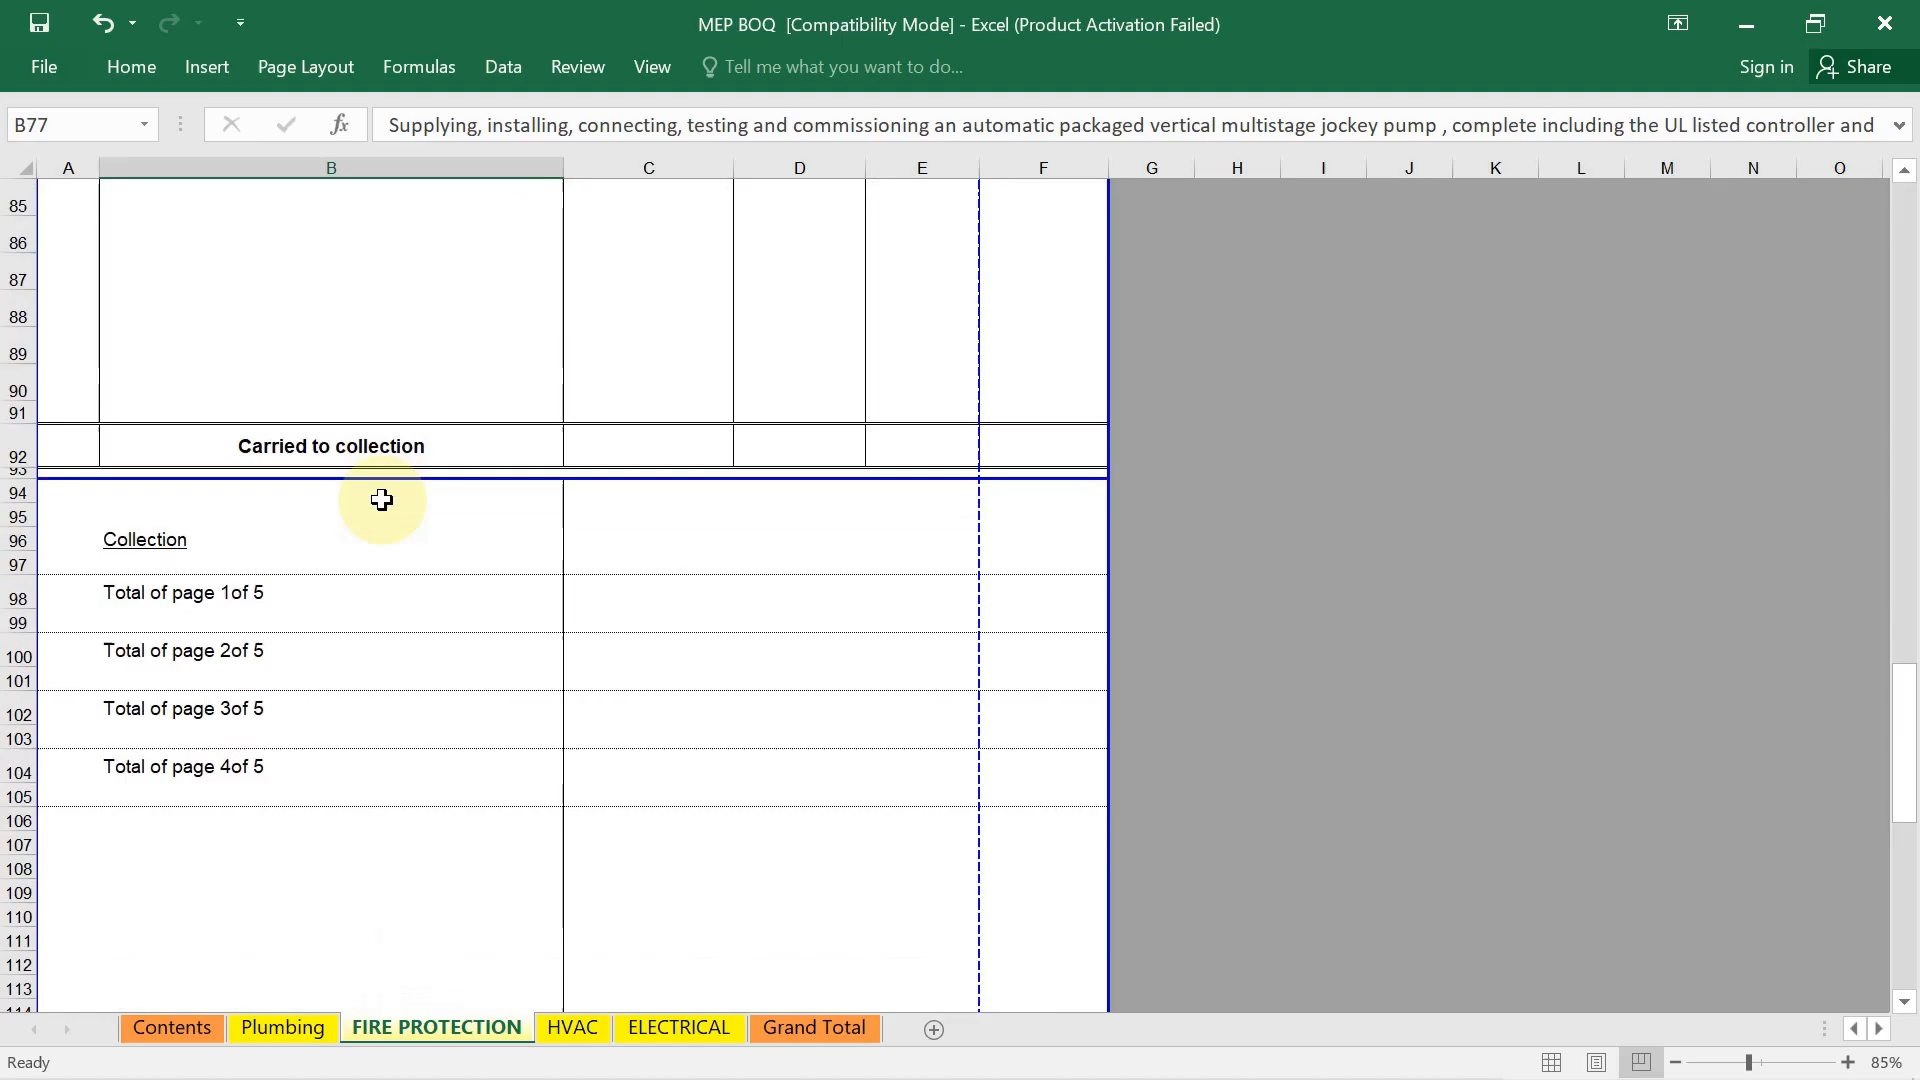 MEP BOQ [Compatibility Mode] - Excel (Product Activation Failed)
File Home Insert Page Layout Formulas Data Review View Tell me what you want to do... Sign in Share
B77 fx Supplying, installing, connecting, testing and commissioning an automatic packaged vertical multistage jockey pump , complete including the UL listed controller and
A B C D E F G H I J K L M N O
85
86
87
88
89
90
91
92 Carried to collection
93
94
95
96 Collection
97
98 Total of page 1of 5
99
100 Total of page 2of 5
101
102 Total of page 3of 5
103
104 Total of page 4of 5
105
106
107
108
109
110
111
112
113
114
Contents Plumbing FIRE PROTECTION HVAC ELECTRICAL Grand Total
Ready 85%